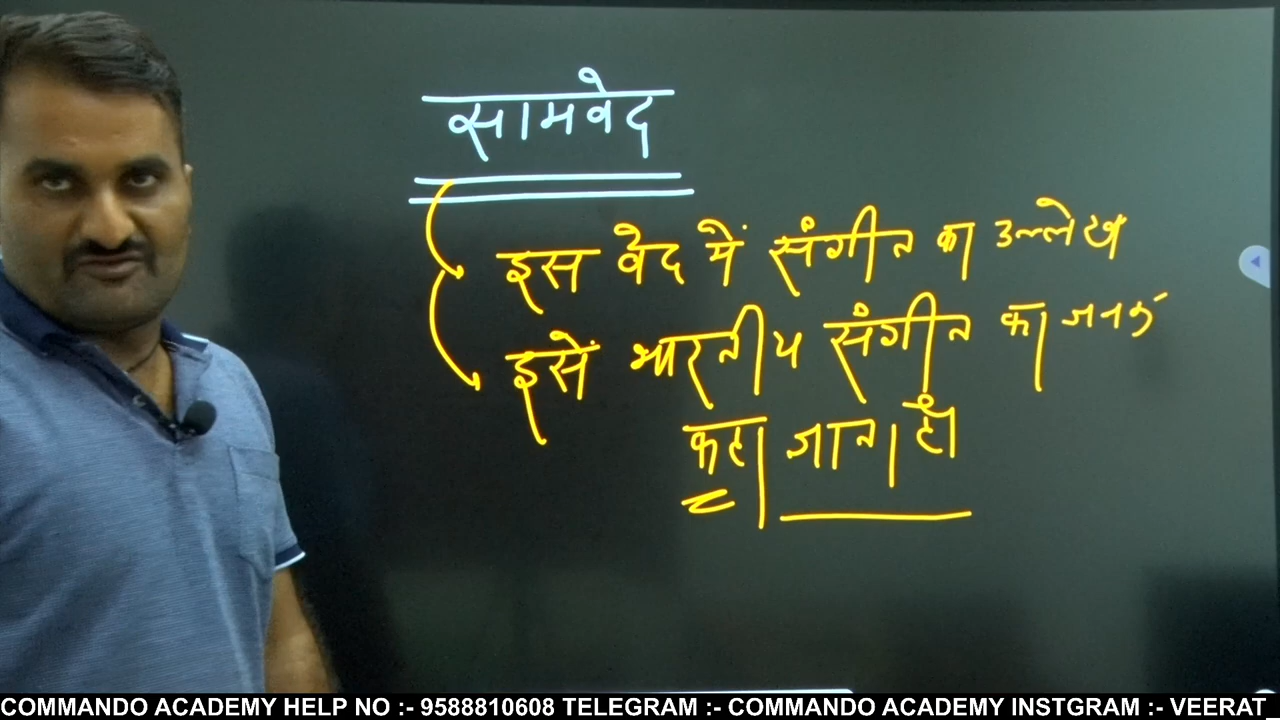 सामवेद
इस वेद में संगीत का उल्लेख
इसें भारतीय संगीत का जनक
कहा जाता है।
COMMANDO ACADEMY HELP NO :- 9588810608 TELEGRAM :- COMMANDO ACADEMY INSTGRAM :- VEERAT